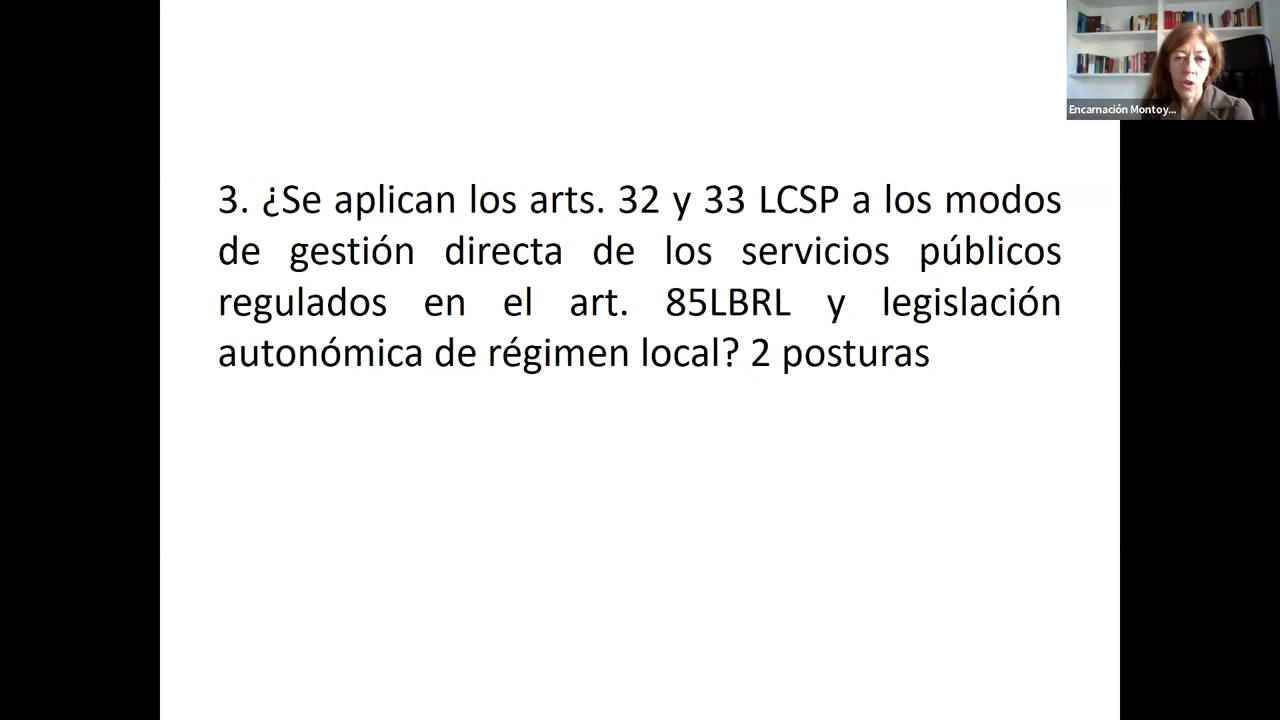 Encarnación Montoy...
3. ¿Se aplican los arts. 32 y 33 LCSP a los modos
de gestión directa de los servicios públicos
regulados en el art. 85LBRL y legislación
autonómica de régimen local? 2 posturas